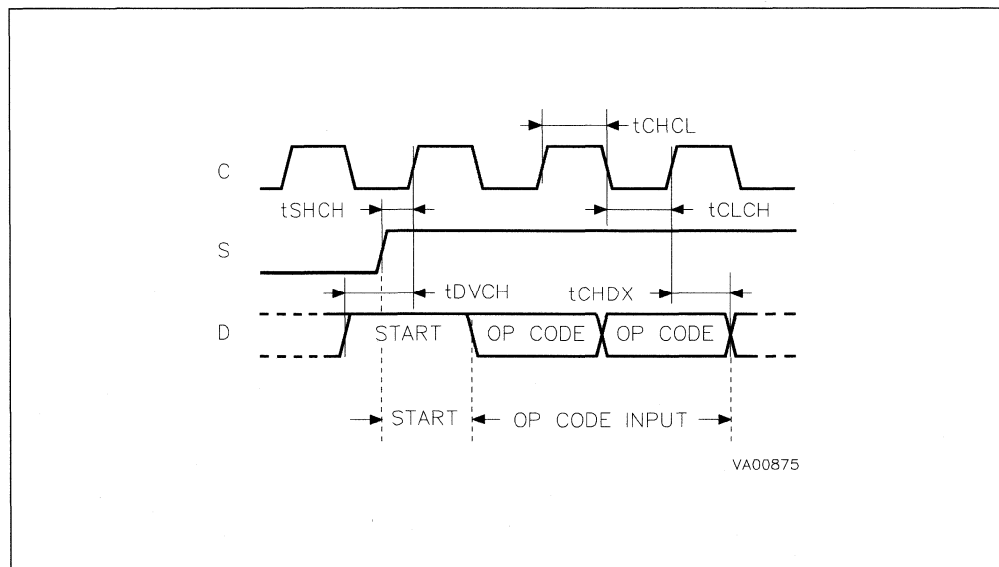 tCHCL
C
tSHCH
tCLCH
S
tDVCH
tCHDX
D
START
OP CODE
OP CODE
START
OP CODE INPUT
VA00875